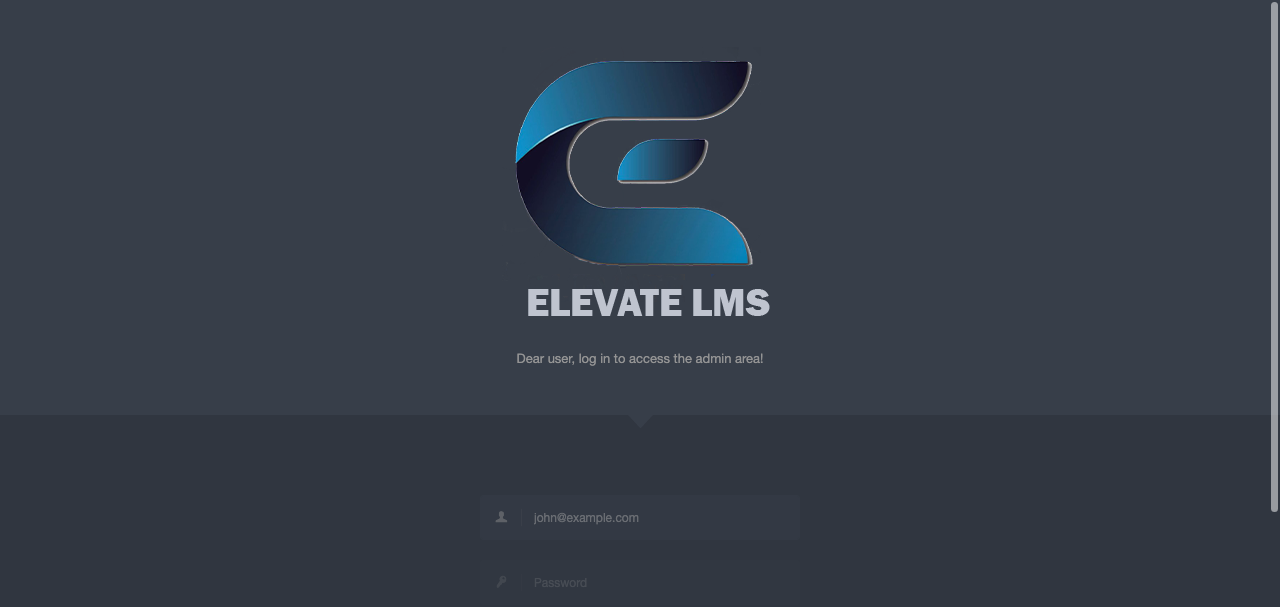 ELEVATE LMS
Dear user, log in to access the admin area!
john@example.com
Password